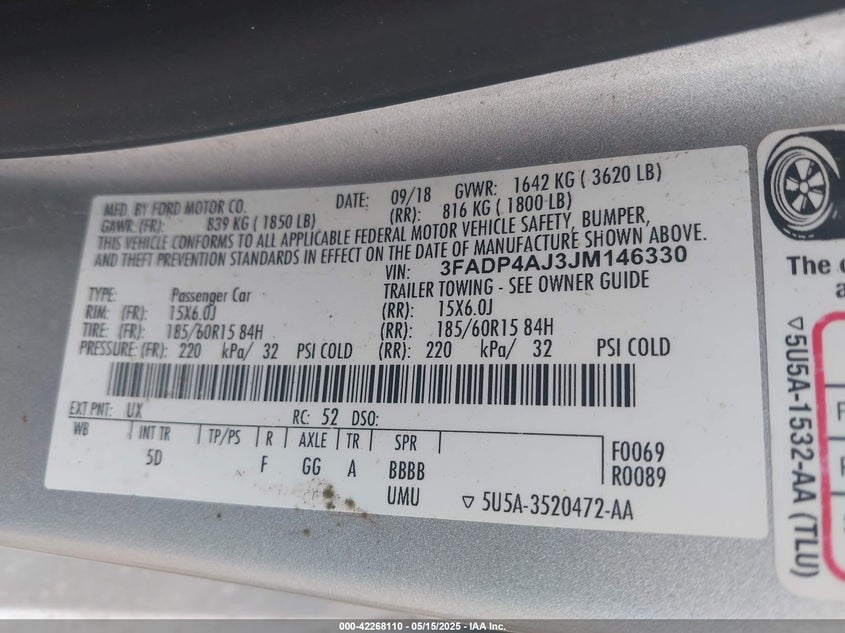 MFD. BY FORD MOTOR CO. DATE: 09/18 GVWR: 1642 KG ( 3620 LB)
GAWR: (FR): 839 KG ( 1850 LB) (RR): 816 KG ( 1800 LB)
THIS VEHICLE CONFORMS TO ALL APPLICABLE FEDERAL MOTOR VEHICLE SAFETY, BUMPER,
AND THEFT PREVENTION STANDARDS IN EFFECT ON THE DATE OF MANUFACTURE SHOWN ABOVE.
VIN: 3FADP4AJ3JM146330
TYPE: Passenger Car TRAILER TOWING - SEE OWNER GUIDE
RIM: (FR): 15X6.0J (RR): 15X6.0J
TIRE: (FR): 185/60R15 84H (RR): 185/60R15 84H
PRESSURE: (FR): 220 kPa/ 32 PSI COLD (RR): 220 kPa/ 32 PSI COLD
EXT PNT: UX RC: 52 DSO:
WB INT TR TP/PS R AXLE TR SPR F0069
5D F GG A BBBB R0089
UMU ▽ 5U5A-3520472-AA
The
▽5U5A-1532-AA (TLU)
000-42268110 — 05/15/2025 — IAA Inc.